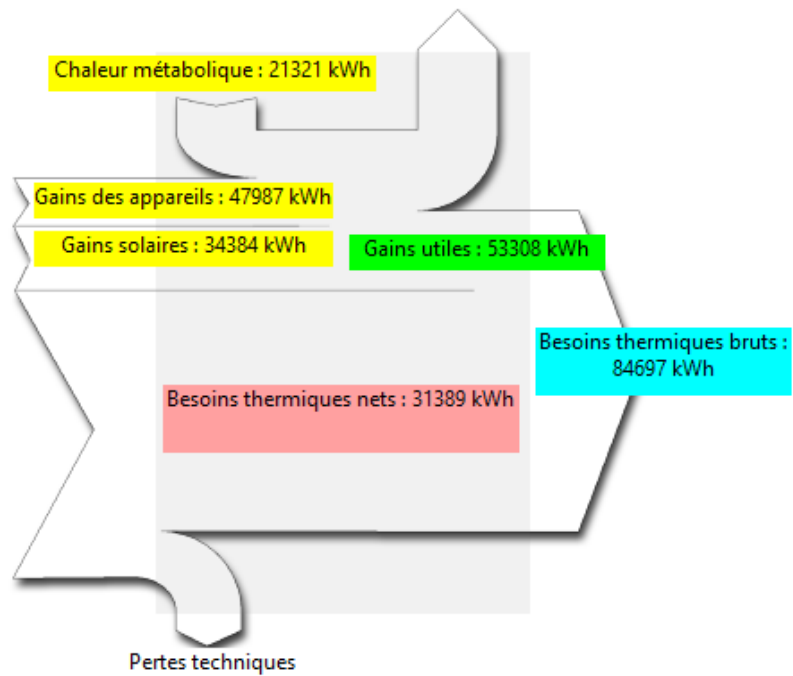 Chaleur métabolique : 21321 kWh
Gains des appareils : 47987 kWh
Gains solaires : 34384 kWh
Gains utiles : 53308 kWh
Besoins thermiques bruts :
84697 kWh
Besoins thermiques nets : 31389 kWh
Pertes techniques